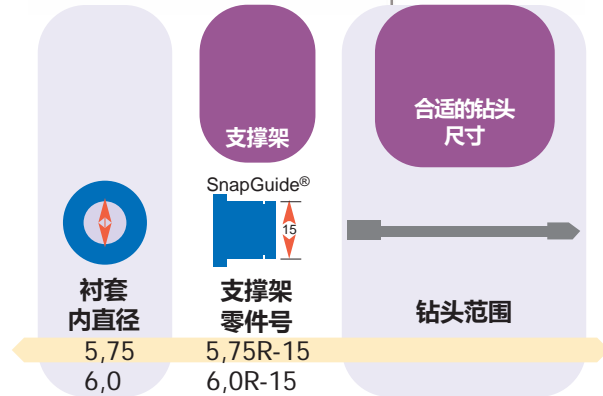 支撑架
合适的钻头
尺寸
SnapGuide®
15
衬套
内直径
支撑架
零件号
钻头范围
5,75 5,75R-15
6,0 6,0R-15